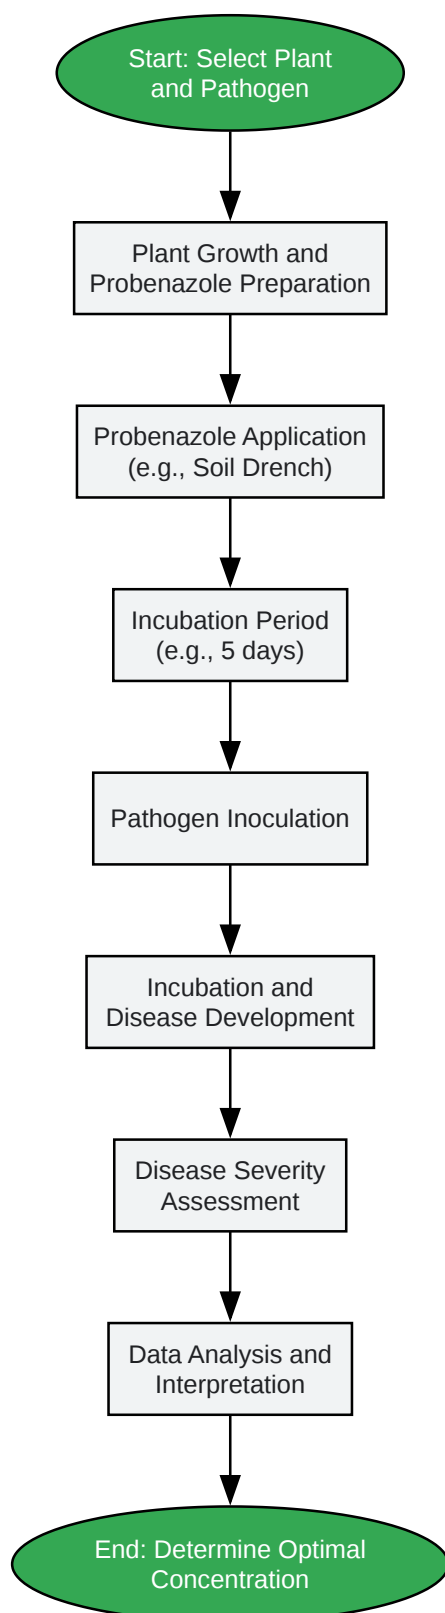 Start: Select Plant
and Pathogen
Plant Growth and
Probenazole Preparation
Probenazole Application
(e.g., Soil Drench)
Incubation Period
(e.g., 5 days)
Pathogen Inoculation
Incubation and
Disease Development
Disease Severity
Assessment
Data Analysis and
Interpretation
End: Determine Optimal
Concentration